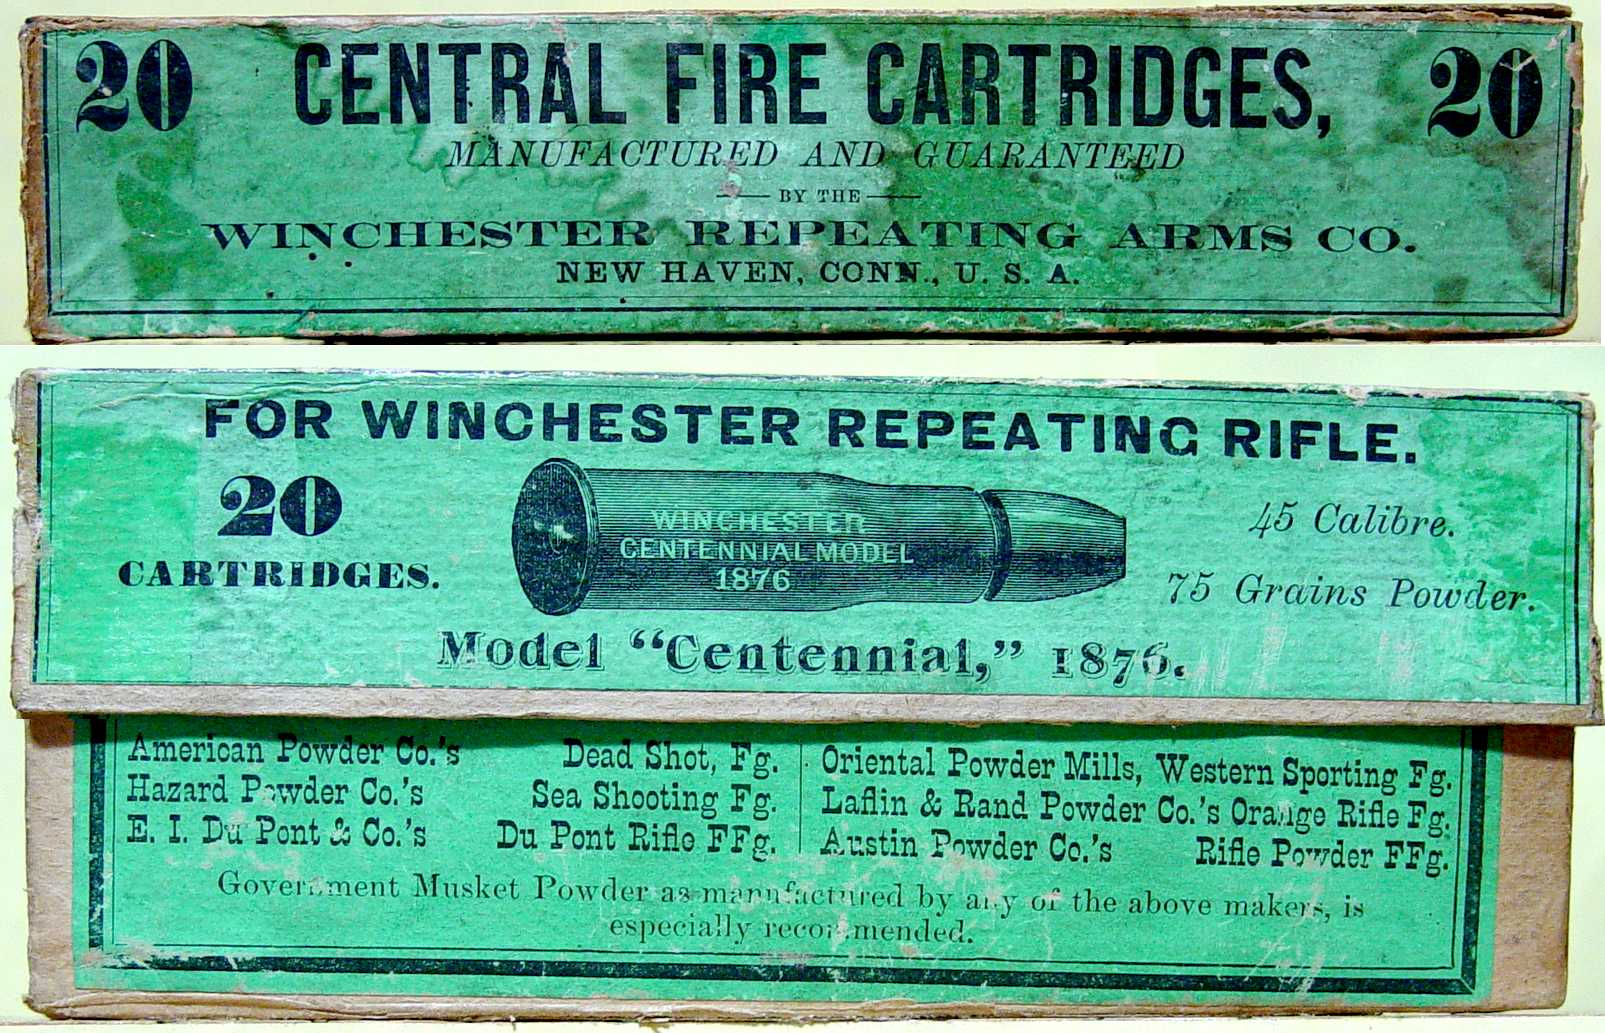 20 CENTRAL FIRE CARTRIDGES, 20
MANUFACTURED AND GUARANTEED
BY THE
WINCHESTER REPEATING ARMS CO.
NEW HAVEN, CONN., U. S. A.
FOR WINCHESTER REPEATING RIFLE.
20
CARTRIDGES.
WINCHESTER
CENTENNIAL MODEL
1876
45 Calibre.
75 Grains Powder.
Model “Centennial,” 1876.
American Powder Co.'s Dead Shot, Fg.
Hazard Powder Co.'s Sea Shooting Fg.
E. I. Du Pont & Co.'s Du Pont Rifle FFg.
Oriental Powder Mills, Western Sporting Fg.
Laflin & Rand Powder Co.'s Orange Rifle Fg.
Austin Powder Co.'s Rifle Powder FFg.
Government Musket Powder as manufactured by any of the above makers, is
especially recommended.